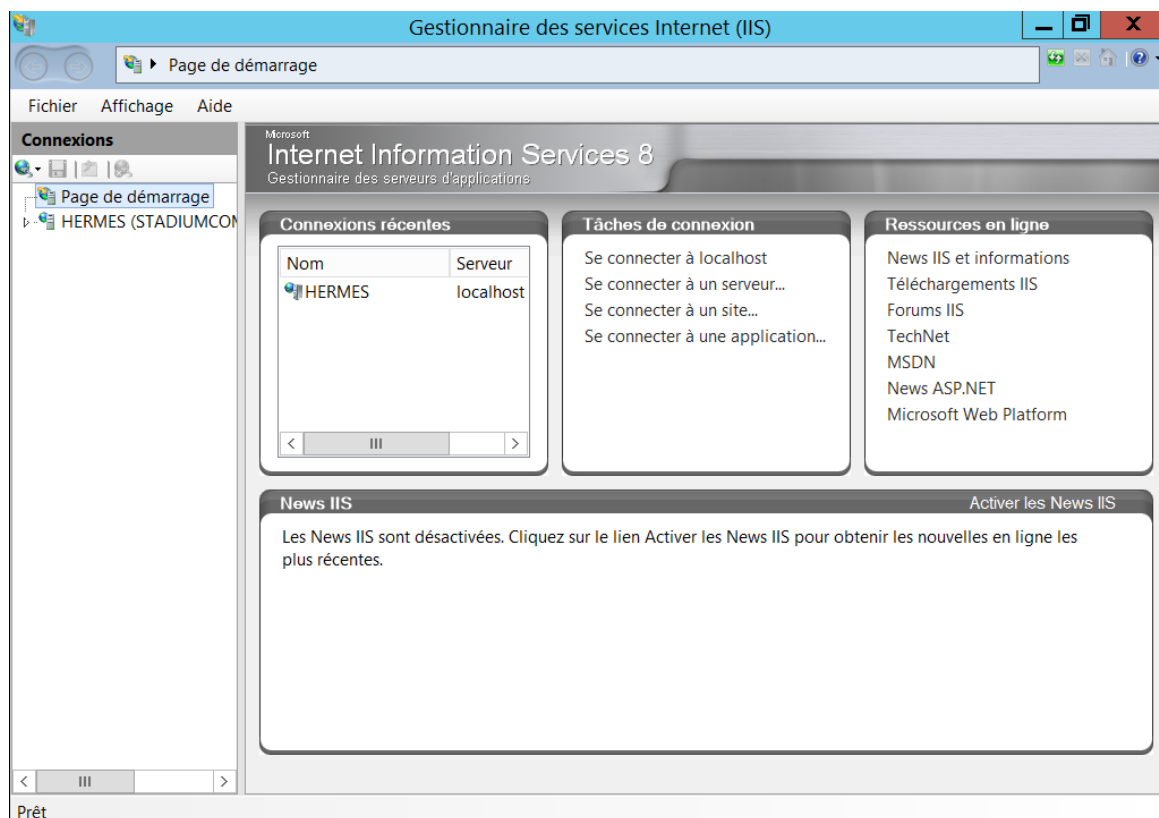 Gestionnaire des services Internet (IIS)
Page de démarrage
Fichier Affichage Aide
Connexions
Page de démarrage
HERMES (STADIUMCON
Microsoft
Internet Information Services 8
Gestionnaire des serveurs d'applications
Connexions récentes
Nom Serveur
HERMES localhost
Tâches de connexion
Se connecter à localhost
Se connecter à un serveur...
Se connecter à un site...
Se connecter à une application...
Ressources en ligne
News IIS et informations
Téléchargements IIS
Forums IIS
TechNet
MSDN
News ASP.NET
Microsoft Web Platform
News IIS Activer les News IIS
Les News IIS sont désactivées. Cliquez sur le lien Activer les News IIS pour obtenir les nouvelles en ligne les
plus récentes.
Prêt